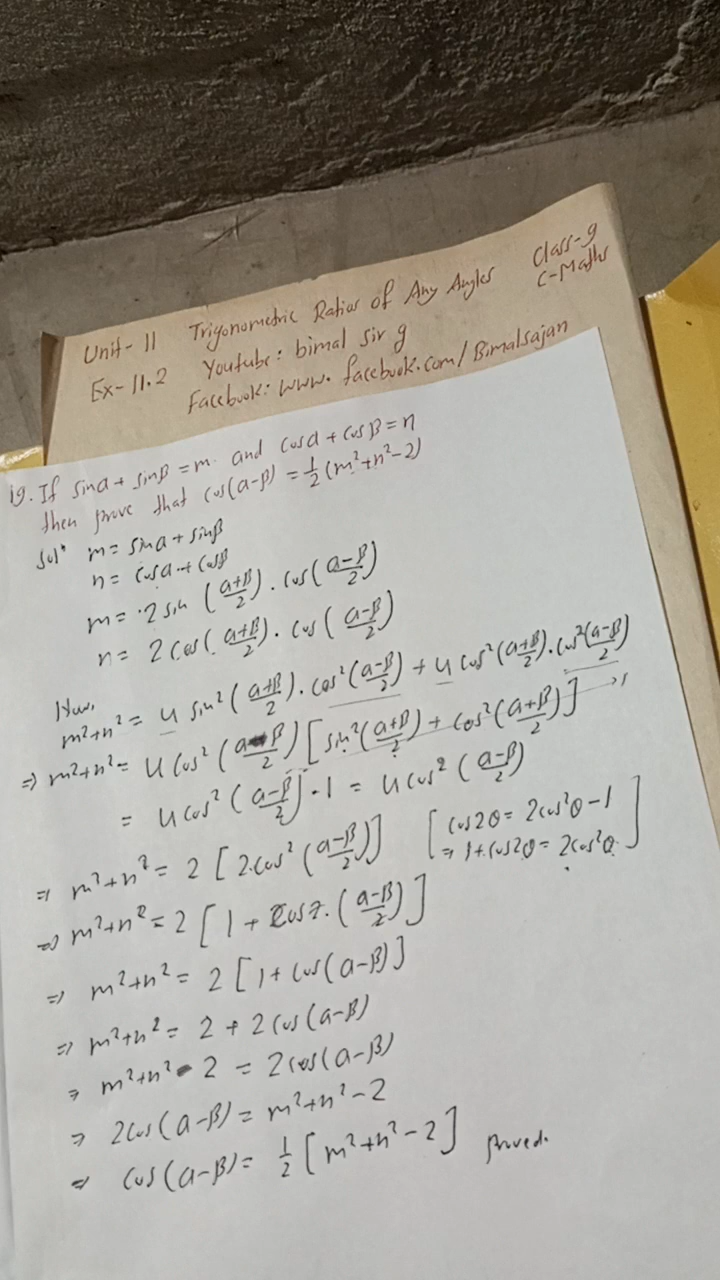 Unit- 11 Trigonometric Ratios of Any Angles Class-9
Ex- 11.2 Youtube: bimal sir g C-Maths
Facebook: www. facebook.com/Bimalsajan
19. If sinα + sinβ = m and cosα + cosβ = n
then prove that cos(α-β) = 1/2 (m²+n²-2)
Solⁿ m = sinα + sinβ
n = cosα + cosβ
m = 2 sin ((α+β)/2) . cos((α-β)/2)
n = 2 cos((α+β)/2) . cos((α-β)/2)
Now,
m²+n² = 4 sin²((α+β)/2) . cos²((α-β)/2) + 4 cos²((α+β)/2) . cos²((α-β)/2)
⇒ m²+n² = 4 cos²((α-β)/2) [sin²((α+β)/2) + cos²((α+β)/2)]
= 4 cos²((α-β)/2) . 1 = 4 cos²((α-β)/2)
⇒ m²+n² = 2 [2.cos²((α-β)/2)] [cos2θ = 2cos²θ - 1
⇒ 1+cos2θ = 2cos²θ]
⇒ m²+n² = 2 [1 + cos2.((α-β)/2)]
⇒ m²+n² = 2 [1+ cos(α-β)]
⇒ m²+n² = 2 + 2cos(α-β)
⇒ m²+n² - 2 = 2cos(α-β)
⇒ 2cos(α-β) = m²+n²-2
⇒ cos(α-β) = 1/2 [m²+n²-2] proved.